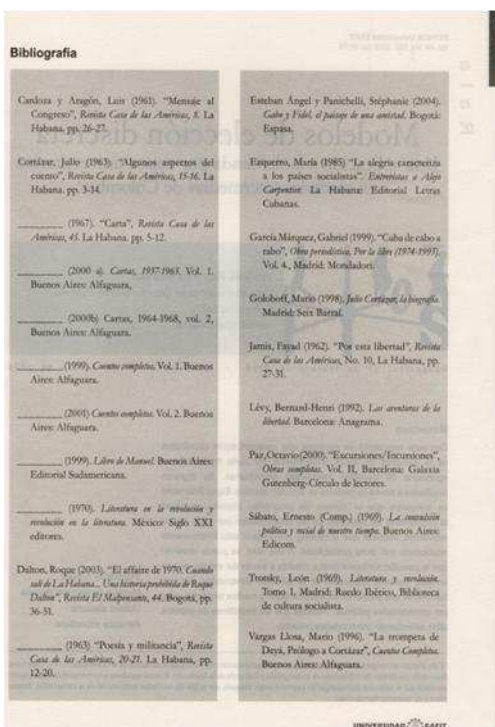 Bibliografía
Cardoza y Aragón, Luis (1961). "Mensaje al
Congreso", Revista Casa de las Américas, 8. La
Habana, pp. 26-27.
Cortázar, Julio (1963). "Algunos aspectos del
cuento", Revista Casa de las Américas, 15-16. La
Habana. pp. 3-14.
________ (1967). "Carta", Revista Casa de las
Américas, 45. La Habana. pp. 5-12.
________ (2000 a). Cartas, 1937-1963. Vol. 1.
Buenos Aires: Alfaguara,
________ (2000b) Cartas, 1964-1968, vol. 2,
Buenos Aires: Alfaguara.
________ (1999). Cuentos completos. Vol. 1. Buenos
Aires: Alfaguara.
________ (2001) Cuentos completos. Vol. 2. Buenos
Aires: Alfaguara.
________ (1999). Libro de Manuel. Buenos Aires:
Editorial Sudamericana.
________ (1970). Literatura en la revolución y
revolución en la literatura. México: Siglo XXI
editores.
Dalton, Roque (2003). "El affaire de 1970. Cuando
salí de La Habana... Una historia prohibida de Roque
Dalton", Revista El Malpensante, 44. Bogotá, pp.
36-51.
________ (1963) "Poesía y militancia", Revista
Casa de las Américas, 20-21. La Habana, pp.
12-20.
Esteban Ángel y Panichelli, Stéphanie (2004).
Gabo y Fidel, el paisaje de una amistad. Bogotá:
Espasa.
Ezquerro, María (1985) "La alegría caracteriza
a los países socialistas". Entrevistas a Alejo
Carpentier. La Habana: Editorial Letras
Cubanas.
García Márquez, Gabriel (1999). "Cuba de cabo a
rabo", Obra periodística, Por la libre (1974-1995).
Vol. 4., Madrid: Mondadori.
Goloboff, Mario (1998). Julio Cortázar, la biografía.
Madrid: Seix Barral.
Jamis, Fayad (1962). "Por esta libertad", Revista
Casa de las Américas, No. 10, La Habana, pp.
27-31.
Lévy, Bernard-Henri (1992). Las aventuras de la
libertad. Barcelona: Anagrama.
Paz, Octavio (2000). "Excursiones/Incursiones",
Obras completas. Vol. II, Barcelona: Galaxia
Gutenberg-Círculo de lectores.
Sábato, Ernesto (Comp.) (1969). La convulsión
política y social de nuestro tiempo. Buenos Aires:
Edicom.
Trotsky, León (1969). Literatura y revolución.
Tomo 1. Madrid: Ruedo Ibérico, Biblioteca
de cultura socialista.
Vargas Llosa, Mario (1996). "La trompeta de
Deyá, Prólogo a Cortázar", Cuentos Completos.
Buenos Aires: Alfaguara.
UNIVERSIDAD EAFIT